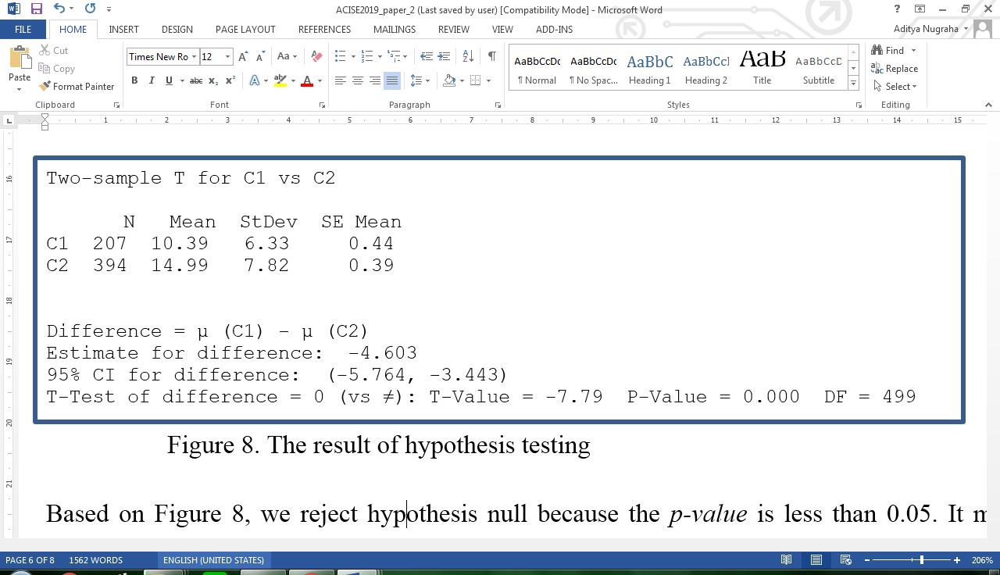 ACISE2019_paper_2 (Last saved by user) [Compatibility Mode] - Microsoft Word
FILE HOME INSERT DESIGN PAGE LAYOUT REFERENCES MAILINGS REVIEW VIEW ADD-INS Aditya Nugraha
Paste
Cut
Copy
Format Painter
Clipboard
Times New Ro 12
Font
Paragraph
AaBbCcDc AaBbCcDc AaBbC AaBbCcI AaB AaBbCcD
¶ Normal ¶ No Spac... Heading 1 Heading 2 Title Subtitle
Styles
Find
Replace
Select
Editing
1 2 3 4 5 6 7 8 9 10 11 12 13 14 15
16
17
18
19
20
21
Two-sample T for C1 vs C2
N Mean StDev SE Mean
C1 207 10.39 6.33 0.44
C2 394 14.99 7.82 0.39
Difference = μ (C1) - μ (C2)
Estimate for difference: -4.603
95% CI for difference: (-5.764, -3.443)
T-Test of difference = 0 (vs ≠): T-Value = -7.79 P-Value = 0.000 DF = 499
Figure 8. The result of hypothesis testing
Based on Figure 8, we reject hypothesis null because the p-value is less than 0.05. It m
PAGE 6 OF 8 1562 WORDS ENGLISH (UNITED STATES) 206%